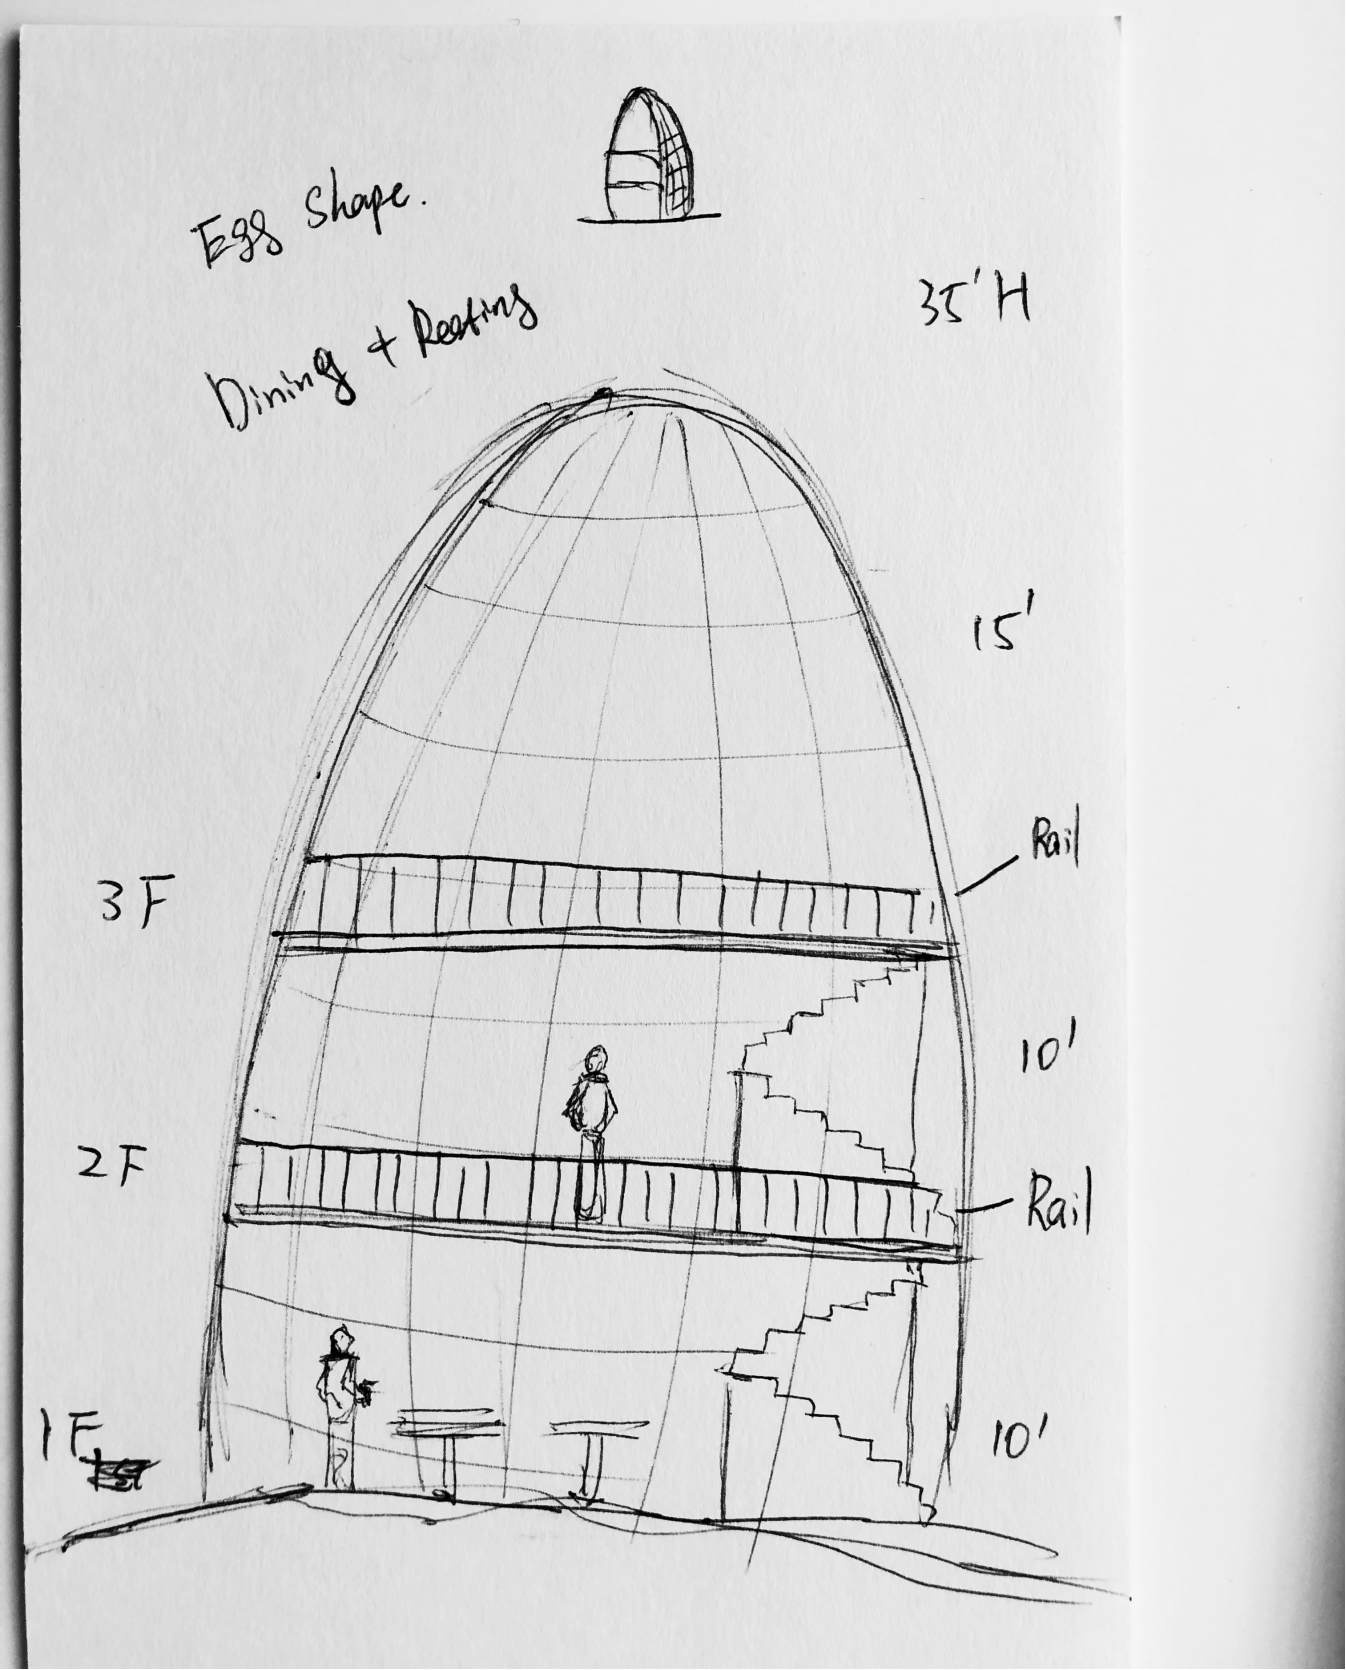 Egg Shape.
35'H
Dining + Resting
15'
Rail
3F
10'
2F
Rail
1F
10'